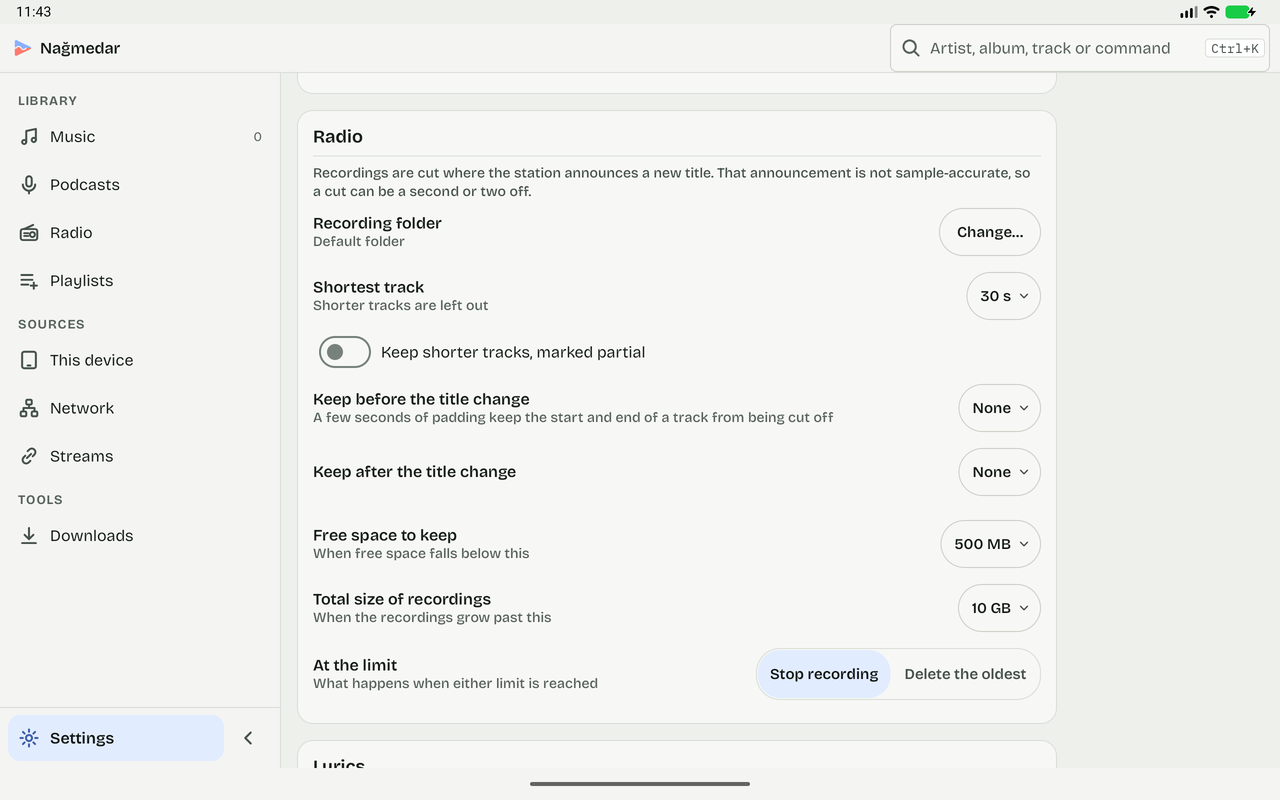 11:43
Nağmedar
Artist, album, track or command
Ctrl+K
LIBRARY
Music
0
Podcasts
Radio
Playlists
SOURCES
This device
Network
Streams
TOOLS
Downloads
Settings
Radio
Recordings are cut where the station announces a new title. That announcement is not sample-accurate, so
a cut can be a second or two off.
Recording folder
Default folder
Change...
Shortest track
Shorter tracks are left out
30 s
Keep shorter tracks, marked partial
Keep before the title change
A few seconds of padding keep the start and end of a track from being cut off
None
Keep after the title change
None
Free space to keep
When free space falls below this
500 MB
Total size of recordings
When the recordings grow past this
10 GB
At the limit
What happens when either limit is reached
Stop recording
Delete the oldest
Lyrics